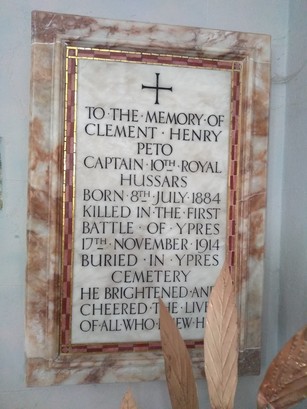 TO·THE·MEMORY·OF
CLEMENT·HENRY
PETO
CAPTAIN·10TH·ROYAL
HUSSARS
BORN·8TH·JULY·1884
KILLED·IN·THE·FIRST
BATTLE·OF·YPRES
17TH·NOVEMBER·1914
BURIED·IN·YPRES
CEMETERY
HE BRIGHTENED AND
CHEERED·THE·LIVE
OF·ALL·WHO